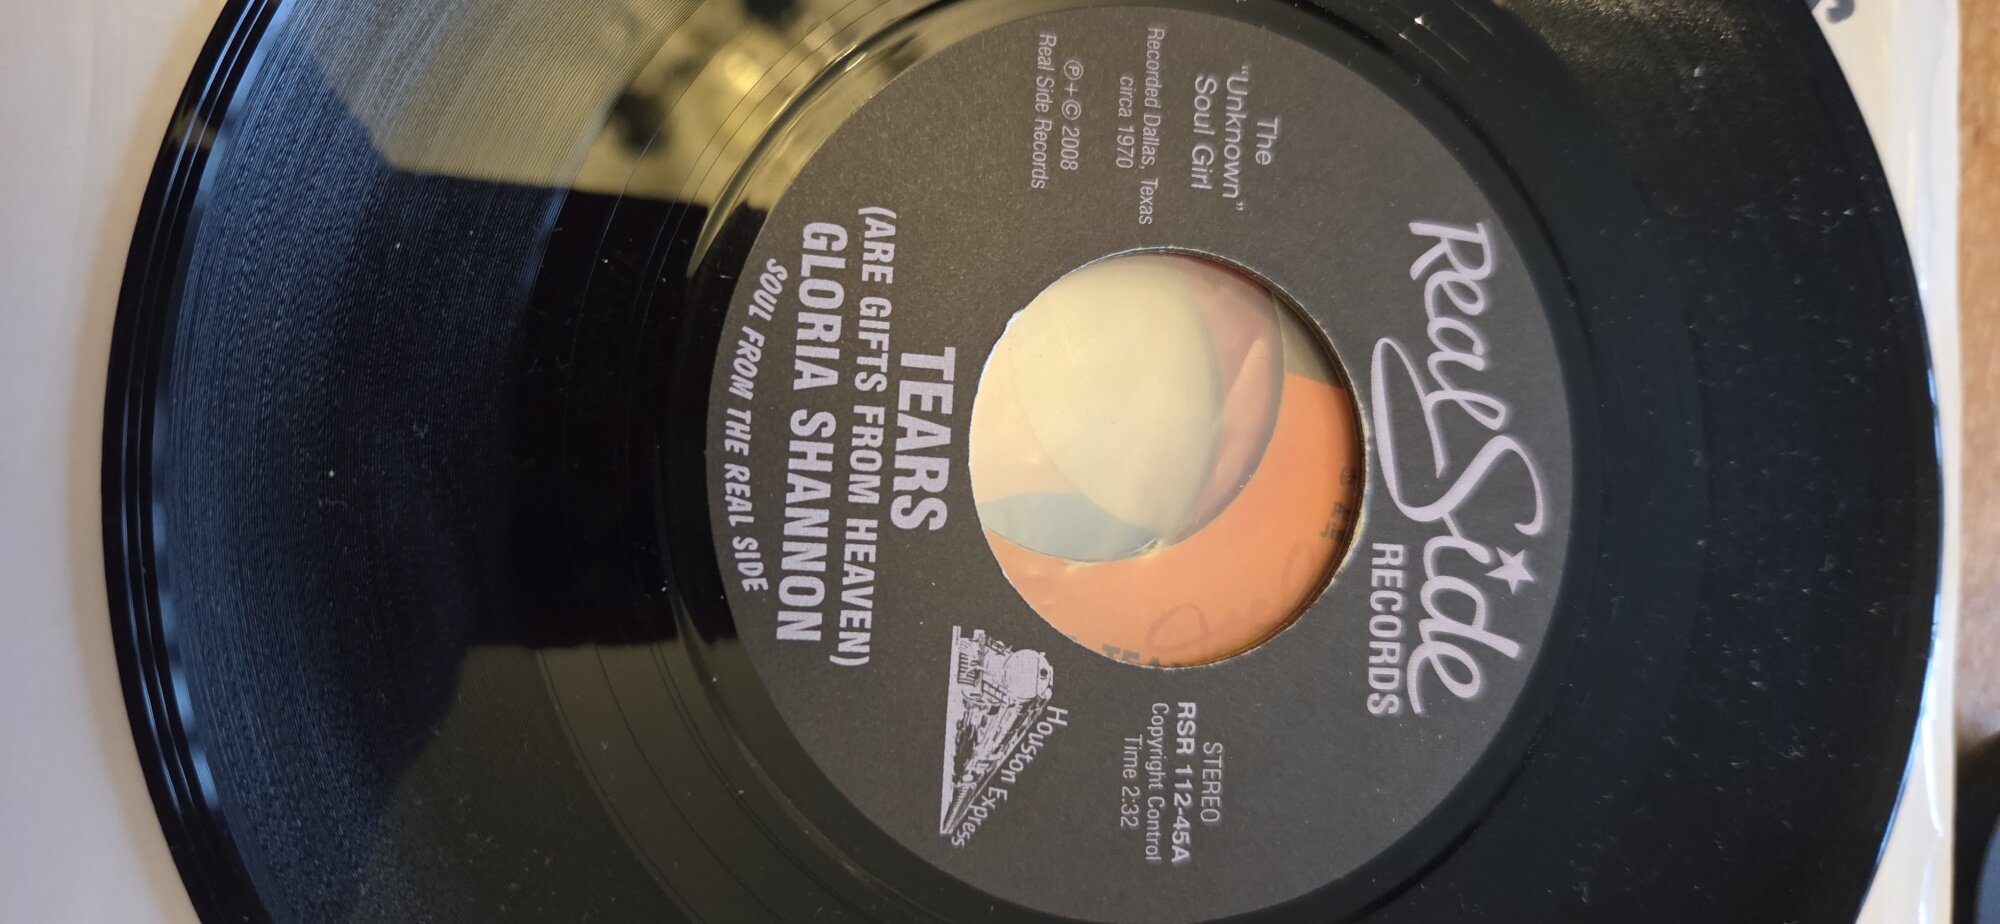 Real Side
RECORDS
The
"Unknown"
Soul Girl
Recorded Dallas, Texas
circa 1970
℗ + © 2008
Real Side Records
STEREO
RSR 112-45A
Copyright Control
Time 2:32
Houston Express
TEARS
(ARE GIFTS FROM HEAVEN)
GLORIA SHANNON
SOUL FROM THE REAL SIDE